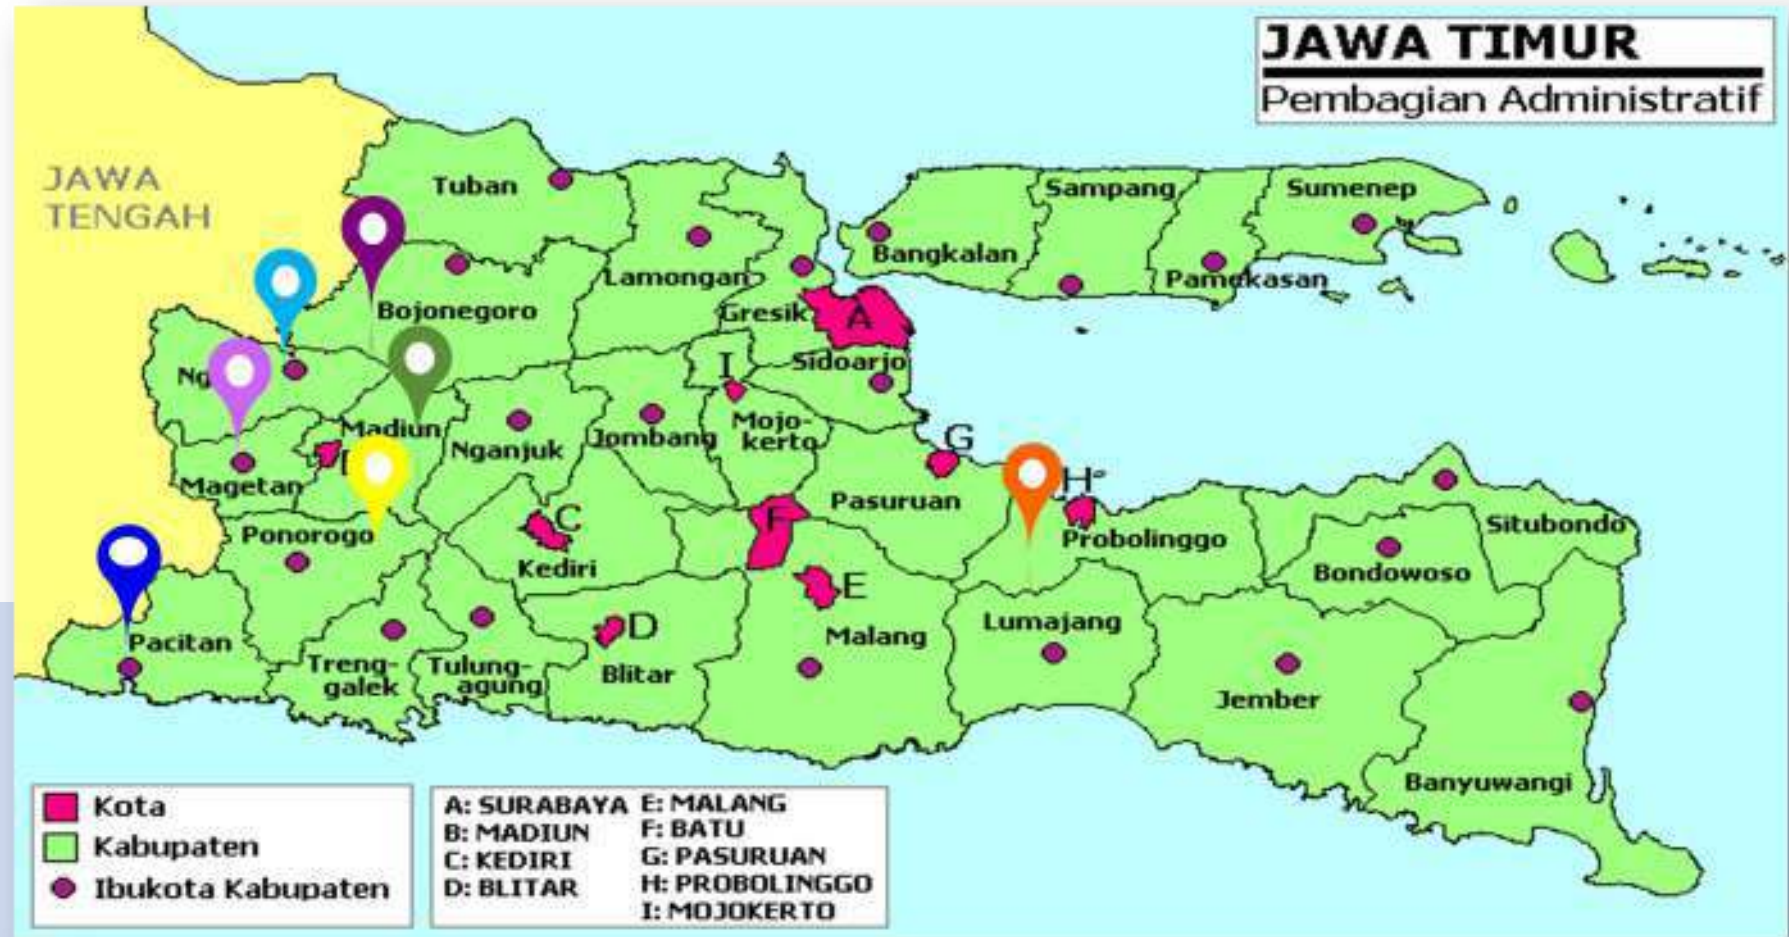 JAWA TIMUR
Pembagian Administratif
JAWA
TENGAH
Tuban
Sampang
Sumenep
Bangkalan
Lamongan
Pamekasan
Bojonegoro
Gresik
A
Sidoarjo
I
Ng
Madiun
Nganjuk
Jombang
Mojo-
kerto
G
Magetan
Pasuruan
H
Ponorogo
C
F
Probolinggo
Situbondo
Kediri
Bondowoso
E
Pacitan
D
Malang
Lumajang
Treng-
galek
Tulung-
agung
Blitar
Jember
Banyuwangi
Kota
Kabupaten
Ibukota Kabupaten
A: SURABAYA
B: MADIUN
C: KEDIRI
D: BLITAR
E: MALANG
F: BATU
G: PASURUAN
H: PROBOLINGGO
I: MOJOKERTO